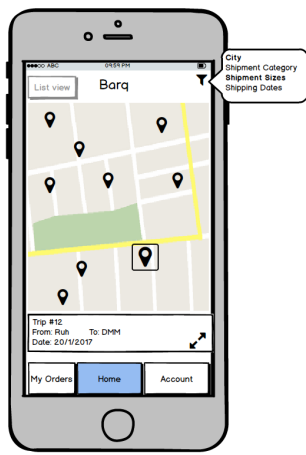 ABC 09:59 PM
List view
Barq
City
Shipment Category
Shipment Sizes
Shipping Dates
Trip #12
From: Ruh To: DMM
Date: 20/1/2017
My Orders Home Account